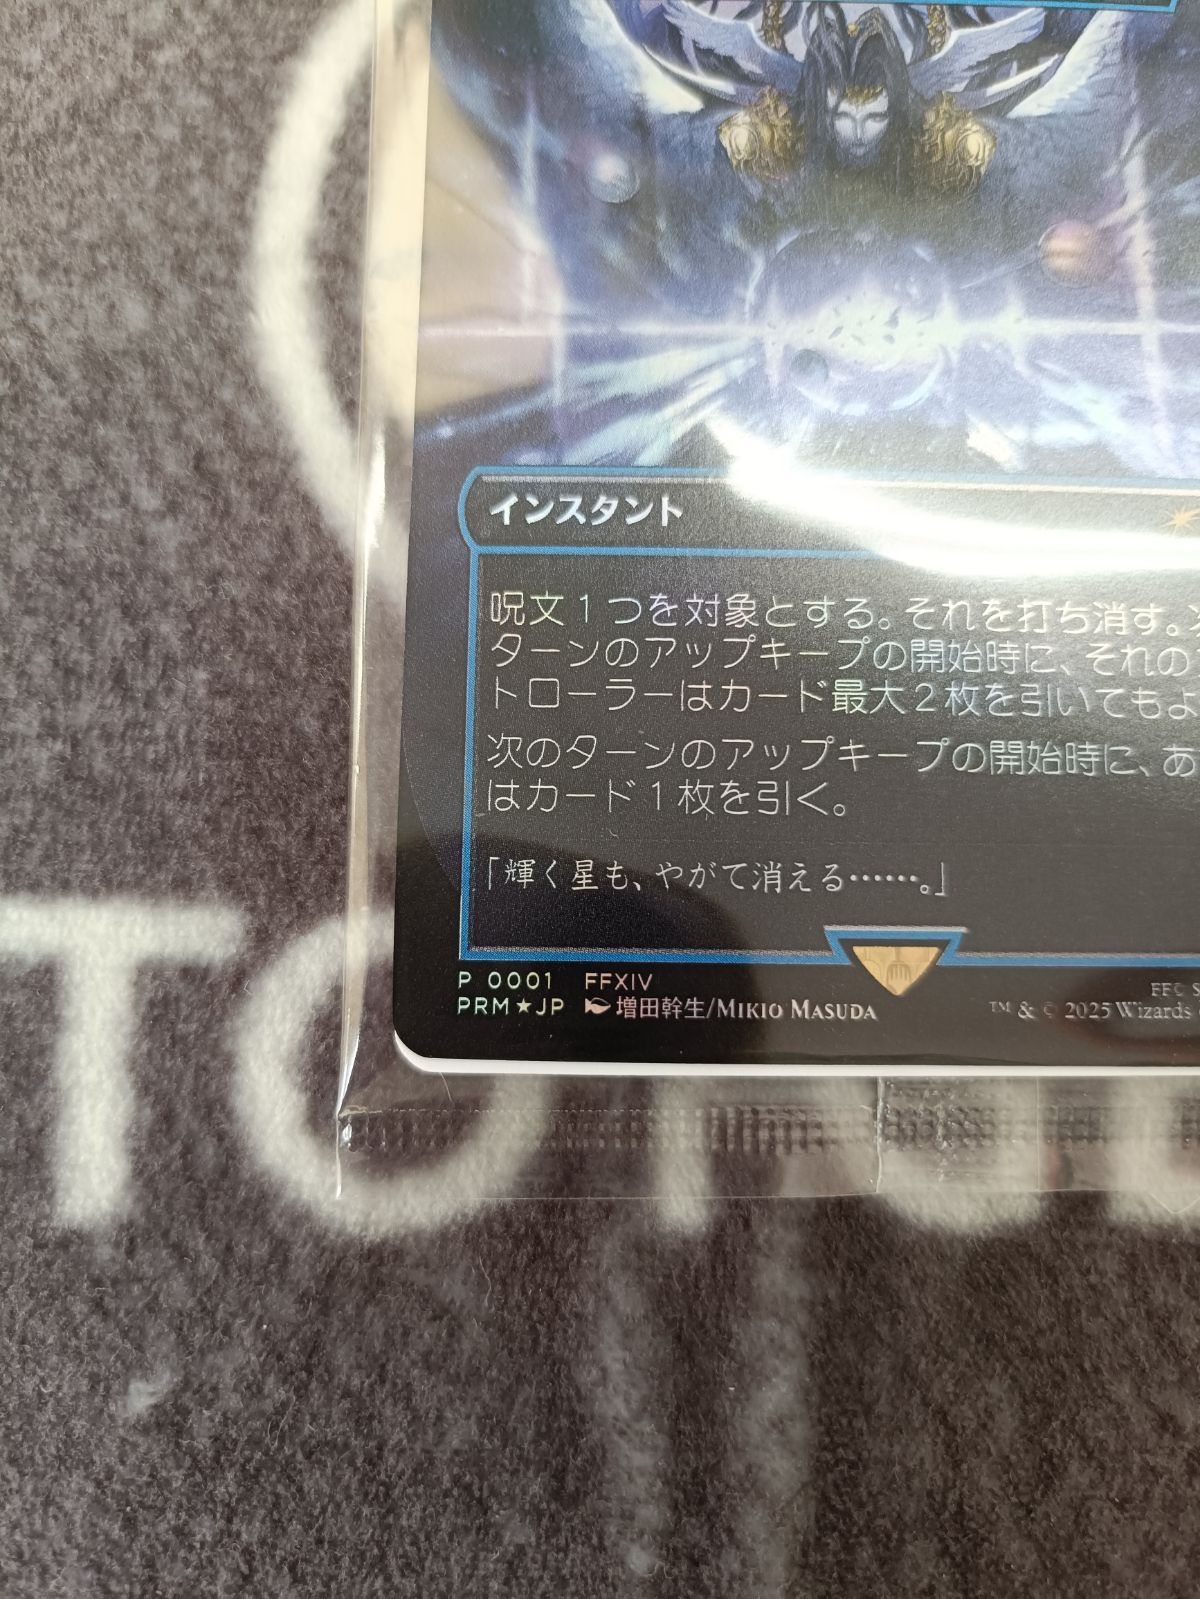 インスタント
呪文１つを対象とする。それを打ち消す。
ターンのアップキープの開始時に、それの
トローラーはカード最大２枚を引いてもよ
次のターンのアップキープの開始時に、あ
はカード１枚を引く。
「輝く星も、やがて消える……。」
P 0001 FFXIV
PRM★JP 増田幹生/MIKIO MASUDA
™ & © 2025 Wizards